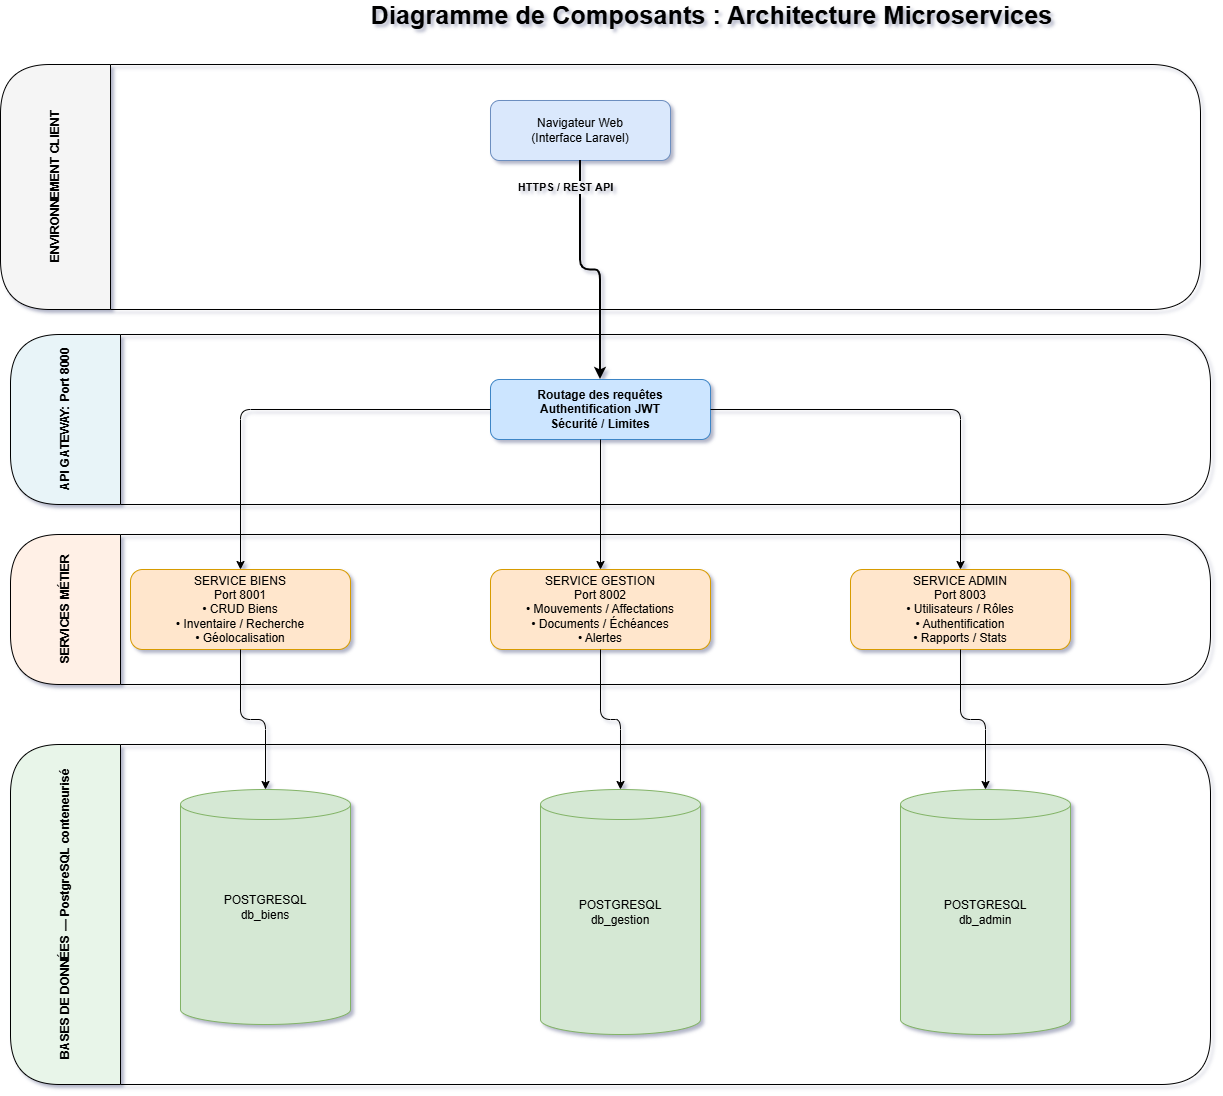 Diagramme de Composants : Architecture Microservices
ENVIRONNEMENT CLIENT
Navigateur Web
(Interface Laravel)
HTTPS / REST API
API GATEWAY: Port 8000
Routage des requêtes
Authentification JWT
Sécurité / Limites
SERVICES MÉTIER
SERVICE BIENS
Port 8001
• CRUD Biens
• Inventaire / Recherche
• Géolocalisation
SERVICE GESTION
Port 8002
• Mouvements / Affectations
• Documents / Échéances
• Alertes
SERVICE ADMIN
Port 8003
• Utilisateurs / Rôles
• Authentification
• Rapports / Stats
BASES DE DONNÉES — PostgreSQL conteneurisé
POSTGRESQL
db_biens
POSTGRESQL
db_gestion
POSTGRESQL
db_admin